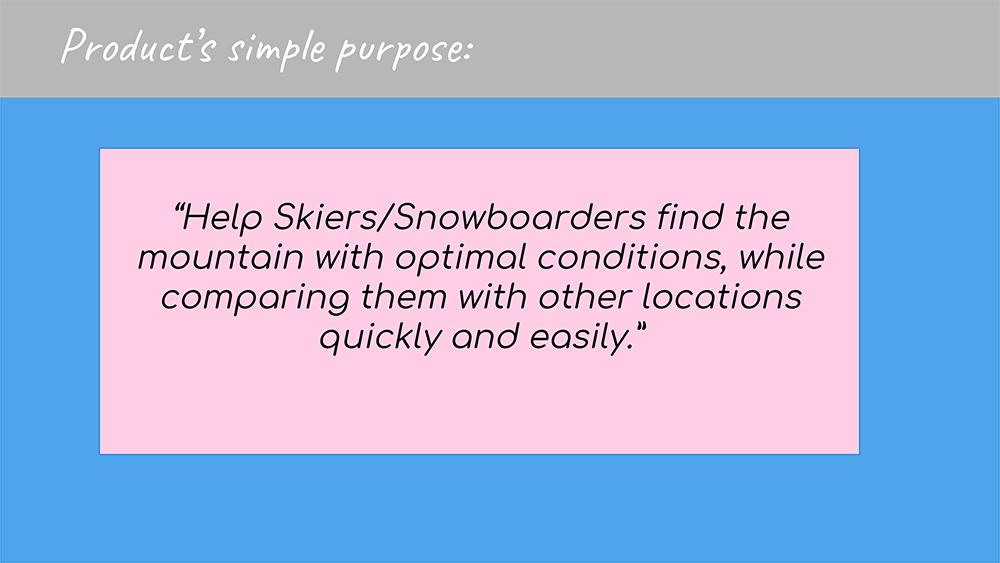 Product’s simple purpose:
“Help Skiers/Snowboarders find the
mountain with optimal conditions, while
comparing them with other locations
quickly and easily.”